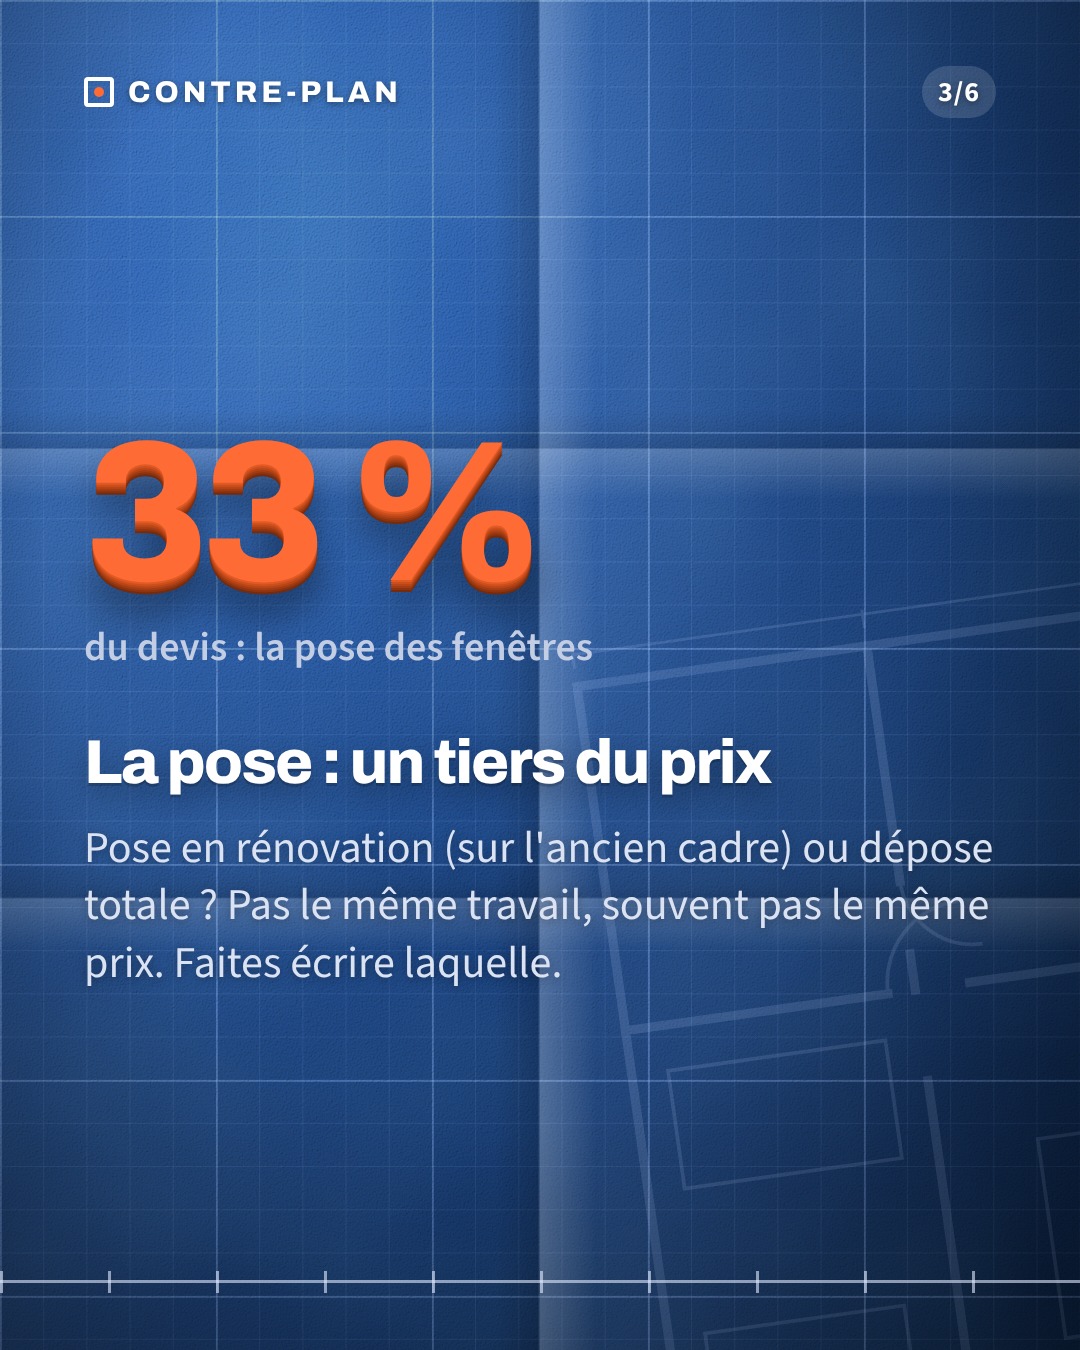 CONTRE-PLAN
3/6
33 %
du devis : la pose des fenêtres
La pose : un tiers du prix
Pose en rénovation (sur l'ancien cadre) ou dépose
totale ? Pas le même travail, souvent pas le même
prix. Faites écrire laquelle.